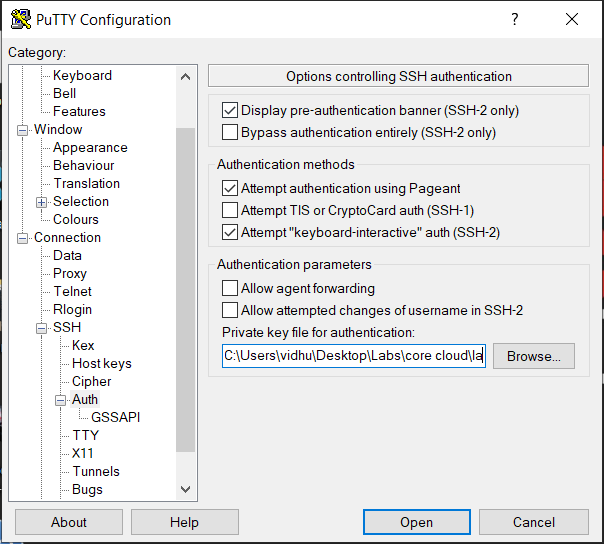 PuTTY Configuration
Category:
Keyboard
Bell
Features
Window
Appearance
Behaviour
Translation
Selection
Colours
Connection
Data
Proxy
Telnet
Rlogin
SSH
Kex
Host keys
Cipher
Auth
GSSAPI
TTY
X11
Tunnels
Bugs
Options controlling SSH authentication
Display pre-authentication banner (SSH-2 only)
Bypass authentication entirely (SSH-2 only)
Authentication methods
Attempt authentication using Pageant
Attempt TIS or CryptoCard auth (SSH-1)
Attempt "keyboard-interactive" auth (SSH-2)
Authentication parameters
Allow agent forwarding
Allow attempted changes of username in SSH-2
Private key file for authentication:
C:\Users\vidhu\Desktop\Labs\core cloud\la
Browse...
About
Help
Open
Cancel